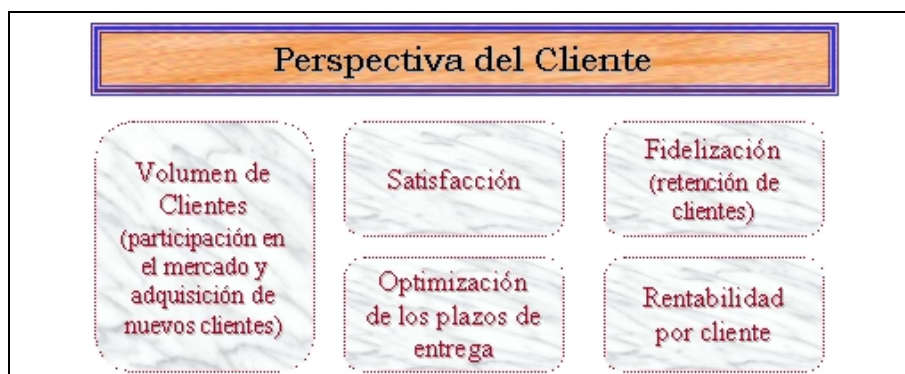 Perspectiva del Cliente
Volumen de
Clientes
(participación en
el mercado y
adquisición de
nuevos clientes)
Satisfacción
Fidelización
(retención de
clientes)
Optimización
de los plazos de
entrega
Rentabilidad
por cliente